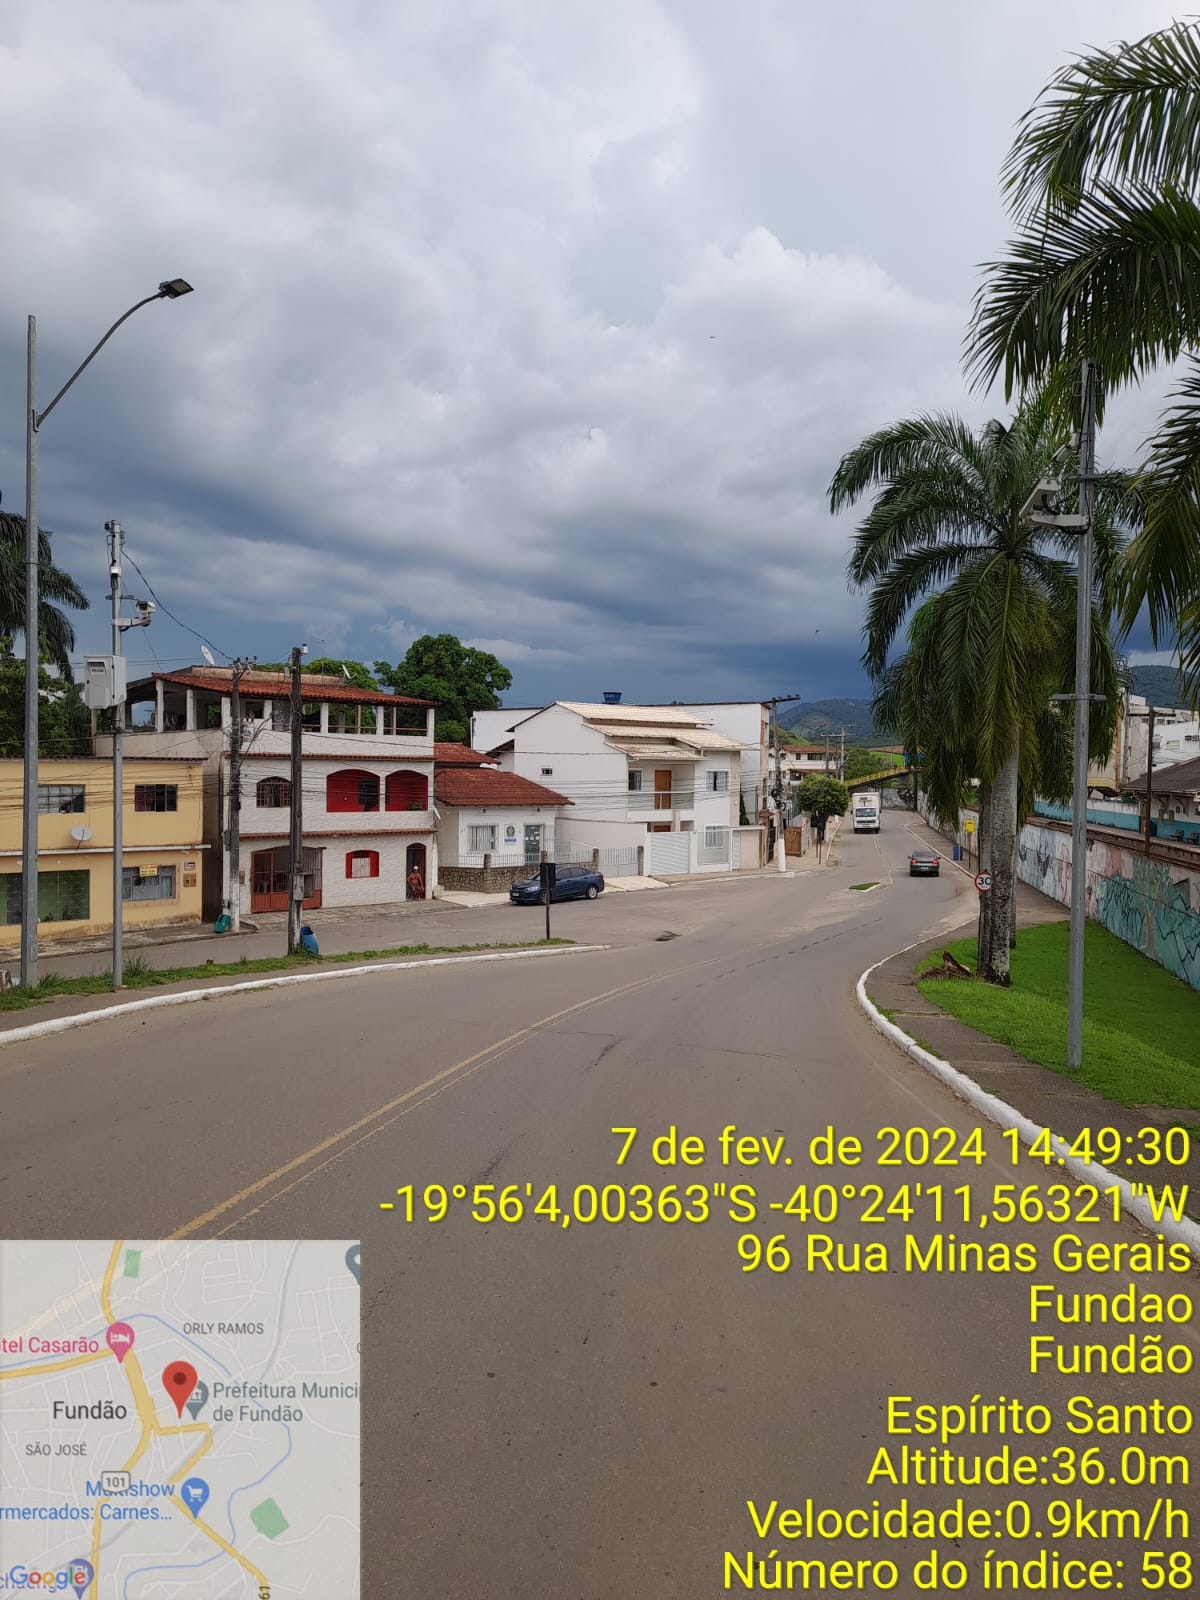 30
7 de fev. de 2024 14:49:30
-19°56'4,00363"S -40°24'11,56321"W
96 Rua Minas Gerais
Fundao
Fundão
Espírito Santo
Altitude:36.0m
Velocidade:0.9km/h
Número do índice: 58
ORLY RAMOS
tel Casarão
Prefeitura Munici
de Fundão
Fundão
SÃO JOSÉ
101
Multishow
rmercados: Carnes...
Google